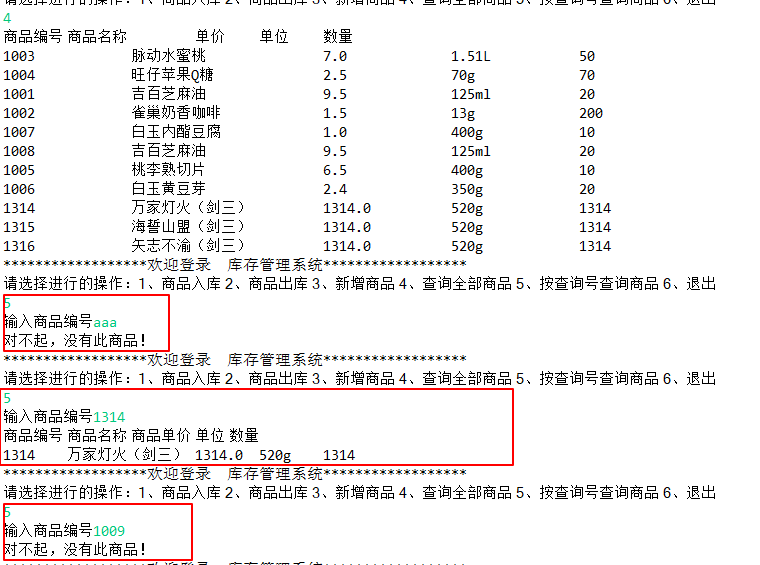 请选择进行的操作：1、商品入库 2、商品出库 3、新增商品 4、查询全部商品 5、按查询号查询商品 6、退出
4
商品编号 商品名称 单价 单位 数量
1003 脉动水蜜桃 7.0 1.51L 50
1004 旺仔苹果Q糖 2.5 70g 70
1001 吉百芝麻油 9.5 125ml 20
1002 雀巢奶香咖啡 1.5 13g 200
1007 白玉内酯豆腐 1.0 400g 10
1008 吉百芝麻油 9.5 125ml 20
1005 桃李熟切片 6.5 400g 10
1006 白玉黄豆芽 2.4 350g 20
1314 万家灯火（剑三） 1314.0 520g 1314
1315 海誓山盟（剑三） 1314.0 520g 1314
1316 矢志不渝（剑三） 1314.0 520g 1314
******************欢迎登录 库存管理系统******************
请选择进行的操作：1、商品入库 2、商品出库 3、新增商品 4、查询全部商品 5、按查询号查询商品 6、退出
5
输入商品编号aaa
对不起，没有此商品！
******************欢迎登录 库存管理系统******************
请选择进行的操作：1、商品入库 2、商品出库 3、新增商品 4、查询全部商品 5、按查询号查询商品 6、退出
5
输入商品编号1314
商品编号 商品名称 商品单价 单位 数量
1314 万家灯火（剑三） 1314.0 520g 1314
******************欢迎登录 库存管理系统******************
请选择进行的操作：1、商品入库 2、商品出库 3、新增商品 4、查询全部商品 5、按查询号查询商品 6、退出
5
输入商品编号1009
对不起，没有此商品！
******************欢迎登录 库存管理系统******************